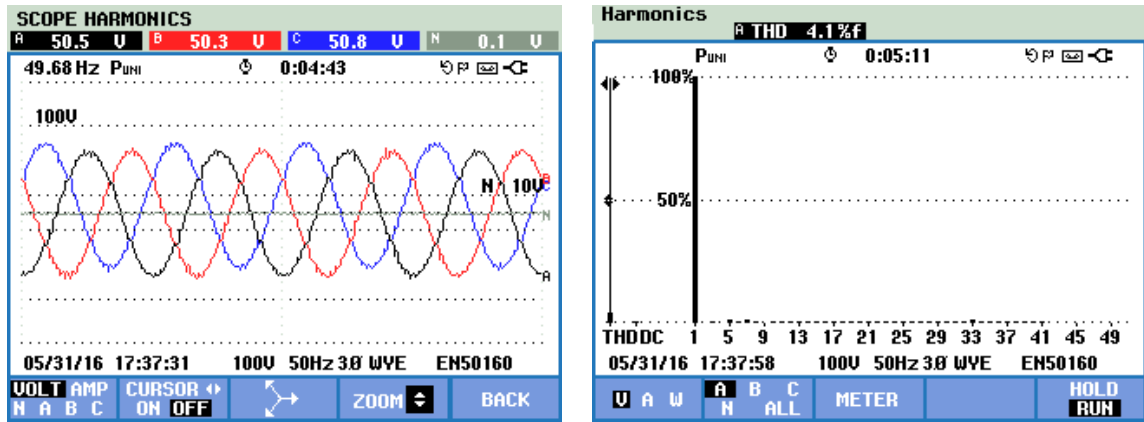 SCOPE HARMONICS
A 50.5 V B 50.3 V C 50.8 V N 0.1 V
49.68 Hz PUNI 0:04:43
100V
N 10V
B
C
N
A
05/31/16 17:37:31 100V 50Hz 3.Ø WYE EN50160
VOLT AMP
N A B C
CURSOR
ON OFF
ZOOM
BACK
Harmonics
A THD 4.1%f
PUNI 0:05:11
100%
50%
THDDC 1 5 9 13 17 21 25 29 33 37 41 45 49
05/31/16 17:37:58 100V 50Hz 3.Ø WYE EN50160
V A W
A B C
N ALL
METER
HOLD
RUN